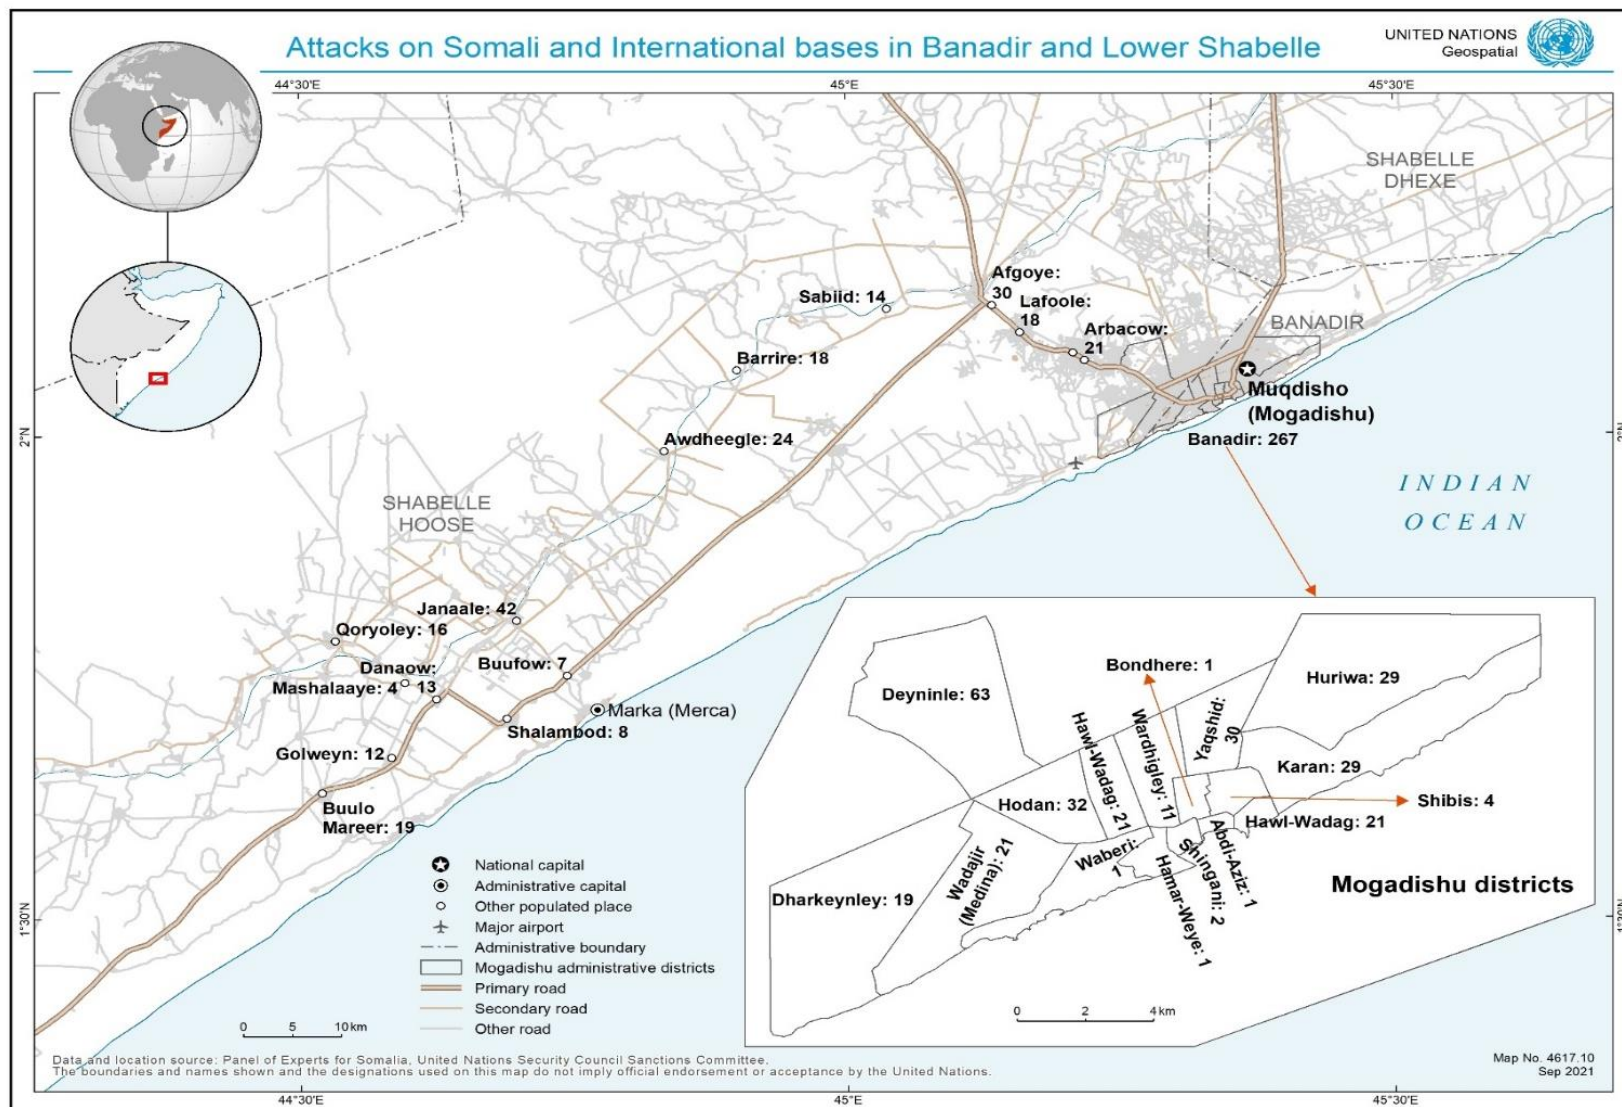 Attacks on Somali and International bases in Banadir and Lower Shabelle
UNITED NATIONS
Geospatial
44°30'E
45°E
45°30'E
SHABELLE
DHEXE
Afgoye:
30
Sabiid: 14
Lafoole:
18
Arbacow:
21
BANADIR
Barrire: 18
Muqdisho
(Mogadishu)
2°N
2°N
Awdheegle: 24
Banadir: 267
INDIAN
OCEAN
SHABELLE
HOOSE
Janaale: 42
Qoryoley: 16
Buufow: 7
Danaow:
13
Mashalaaye: 4
Marka (Merca)
Shalambod: 8
Golweyn: 12
Buulo
Mareer: 19
Bondhere: 1
Huriwa: 29
Deyninle: 63
Hawl-Wadag: 21
Wardhigley: 11
Yaqshid:
30
Karan: 29
Hodan: 32
Shibis: 4
Hawl-Wadag: 21
Waberi:
1
Wadajir
(Medina): 21
Abdi-Aziz: 1
Shingani: 2
Hamar-Weye: 1
Dharkeynley: 19
Mogadishu districts
0 2 4 km
National capital
Administrative capital
Other populated place
Major airport
Administrative boundary
Mogadishu administrative districts
Primary road
Secondary road
Other road
1°30'N
1°30'N
0 5 10 km
Data and location source: Panel of Experts for Somalia, United Nations Security Council Sanctions Committee.
The boundaries and names shown and the designations used on this map do not imply official endorsement or acceptance by the United Nations.
Map No. 4617.10
Sep 2021
44°30'E
45°E
45°30'E